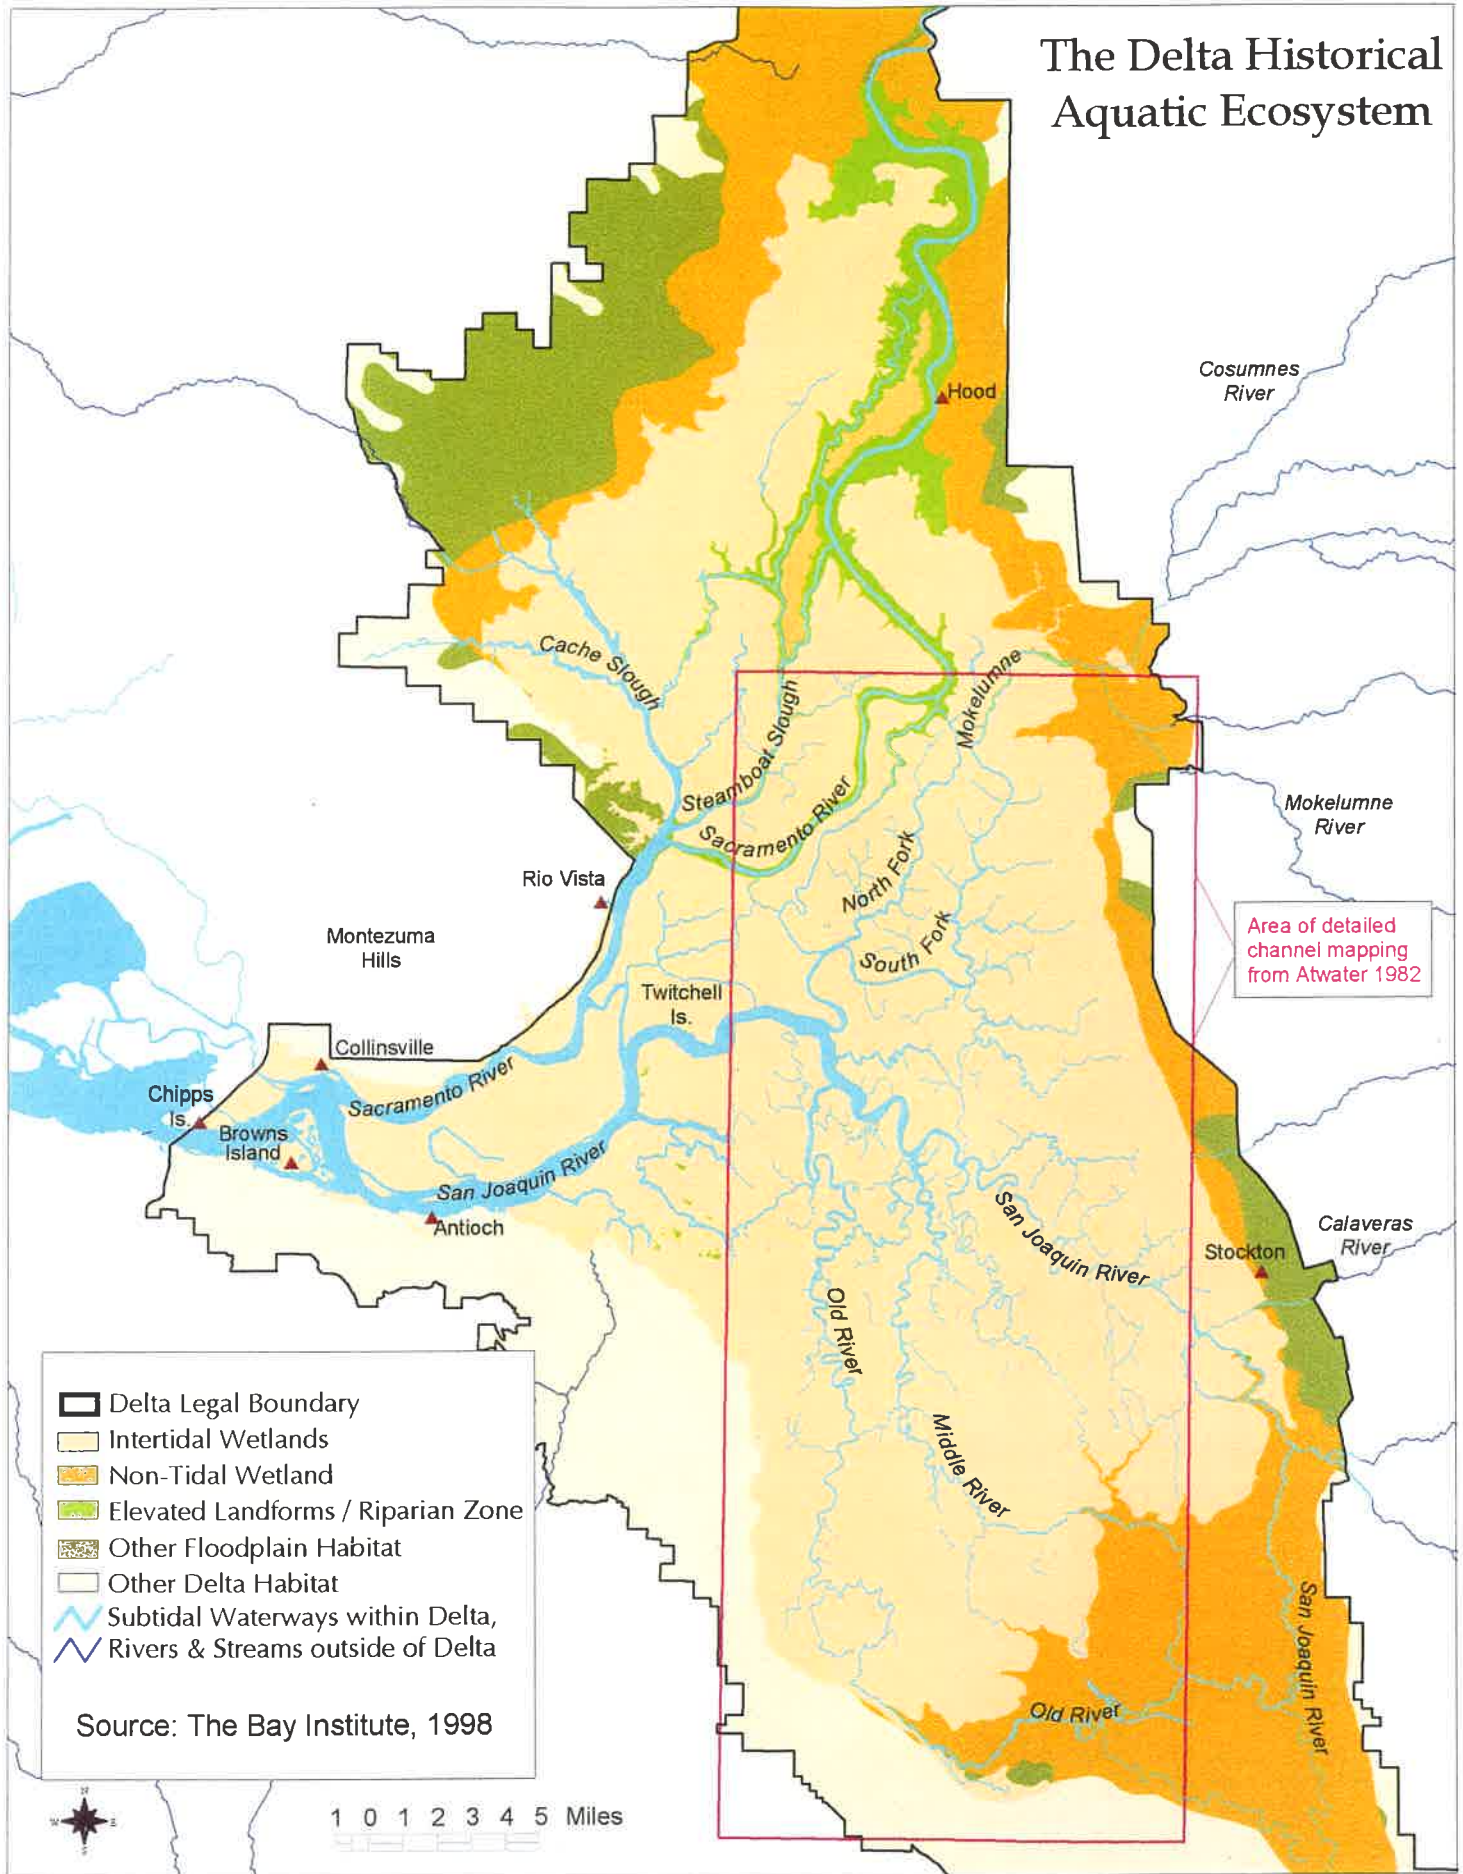 The Delta Historical
Aquatic Ecosystem
Cosumnes
River
Hood
Cache Slough
Mokelumne
Steamboat Slough
Sacramento River
Mokelumne
River
North Fork
South Fork
Rio Vista
Montezuma
Hills
Area of detailed
channel mapping
from Atwater 1982
Twitchell
Is.
Collinsville
Sacramento River
Chipps
Is.
Browns
Island
San Joaquin River
Antioch
San Joaquin River
Calaveras
River
Stockton
Old River
Middle River
San Joaquin River
Old River
Delta Legal Boundary
Intertidal Wetlands
Non-Tidal Wetland
Elevated Landforms / Riparian Zone
Other Floodplain Habitat
Other Delta Habitat
Subtidal Waterways within Delta,
Rivers & Streams outside of Delta
Source: The Bay Institute, 1998
N
W E
S
1 0 1 2 3 4 5 Miles